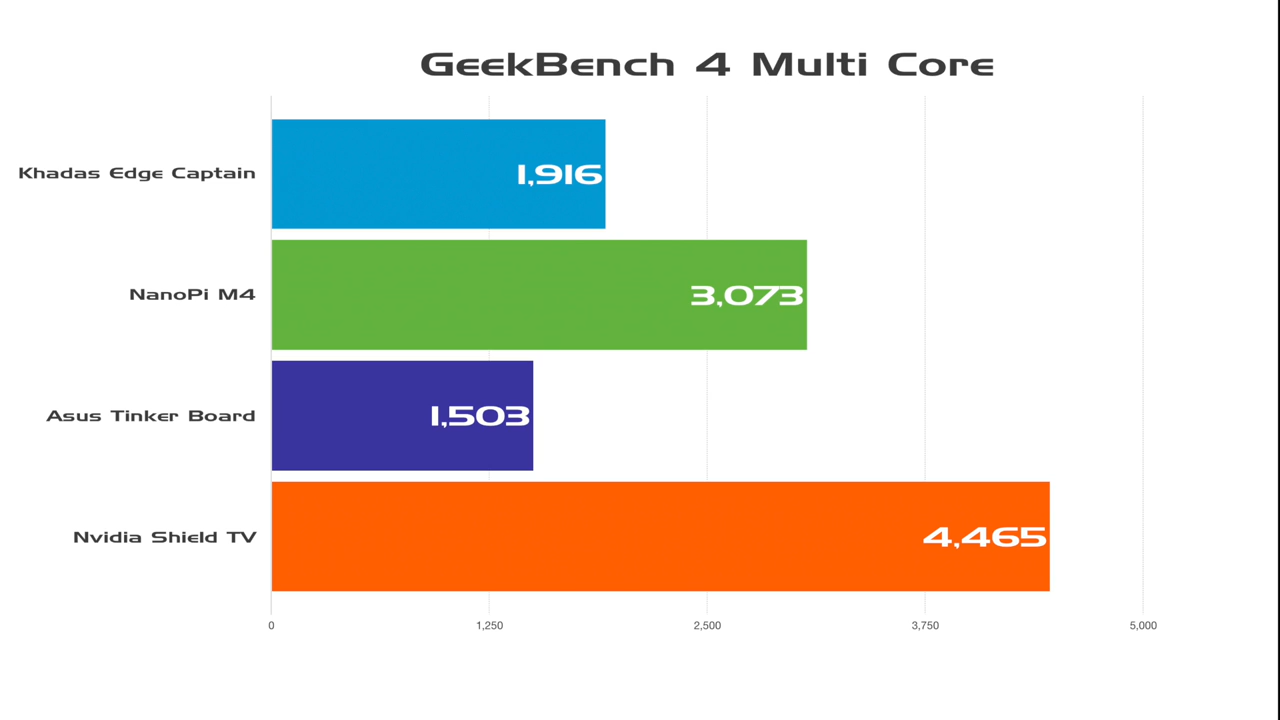 GeekBench 4 Multi Core
Khadas Edge Captain
1,916
NanoPi M4
3,073
Asus Tinker Board
1,503
Nvidia Shield TV
4,465
0 1,250 2,500 3,750 5,000